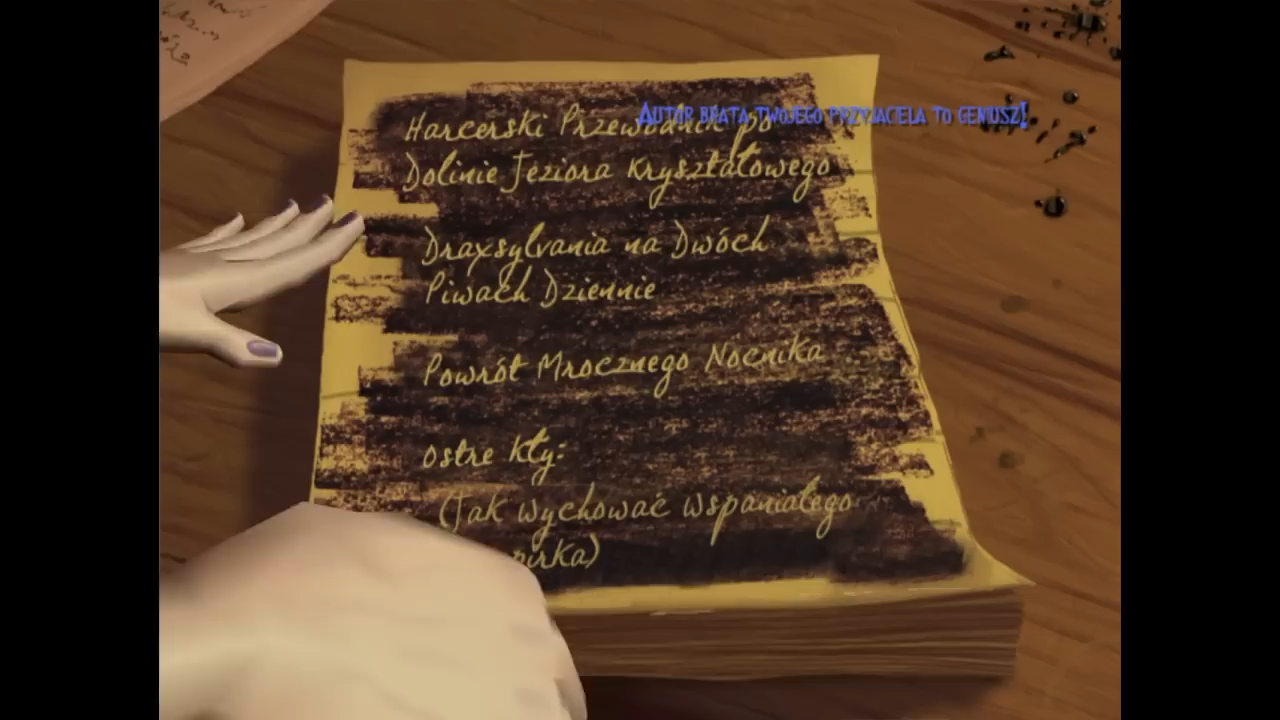 Autor brata twojego przyjaciela to geniusz!
Harcerski Przewodnik po
Dolinie Jeziora Kryształowego
Draxsylvania na Dwóch
Piwach Dziennie
Powrót Mrocznego Nocnika
Ostre Kły:
(Jak wychować wspaniałego
pirka)